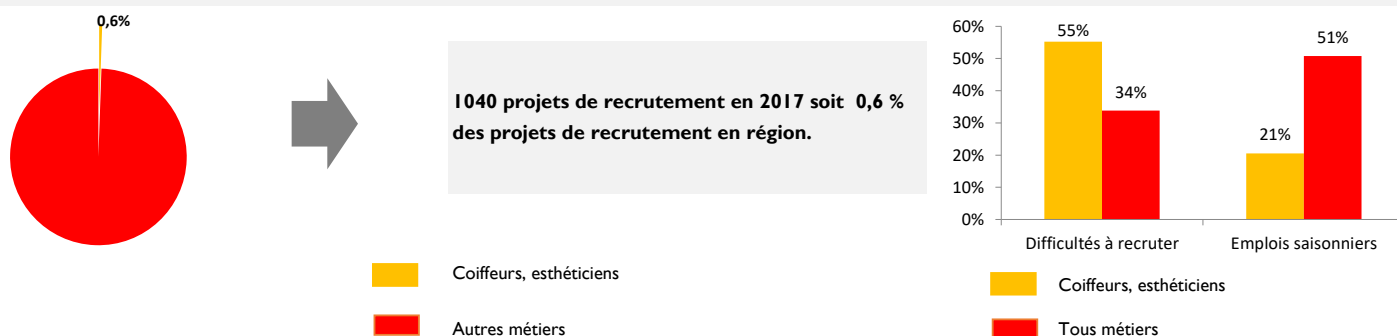 0,6%
1040 projets de recrutement en 2017 soit 0,6 %
des projets de recrutement en région.
Coiffeurs, esthéticiens
Autres métiers
60%
50%
40%
30%
20%
10%
0%
55%
34%
21%
51%
Difficultés à recruter
Emplois saisonniers
Coiffeurs, esthéticiens
Tous métiers